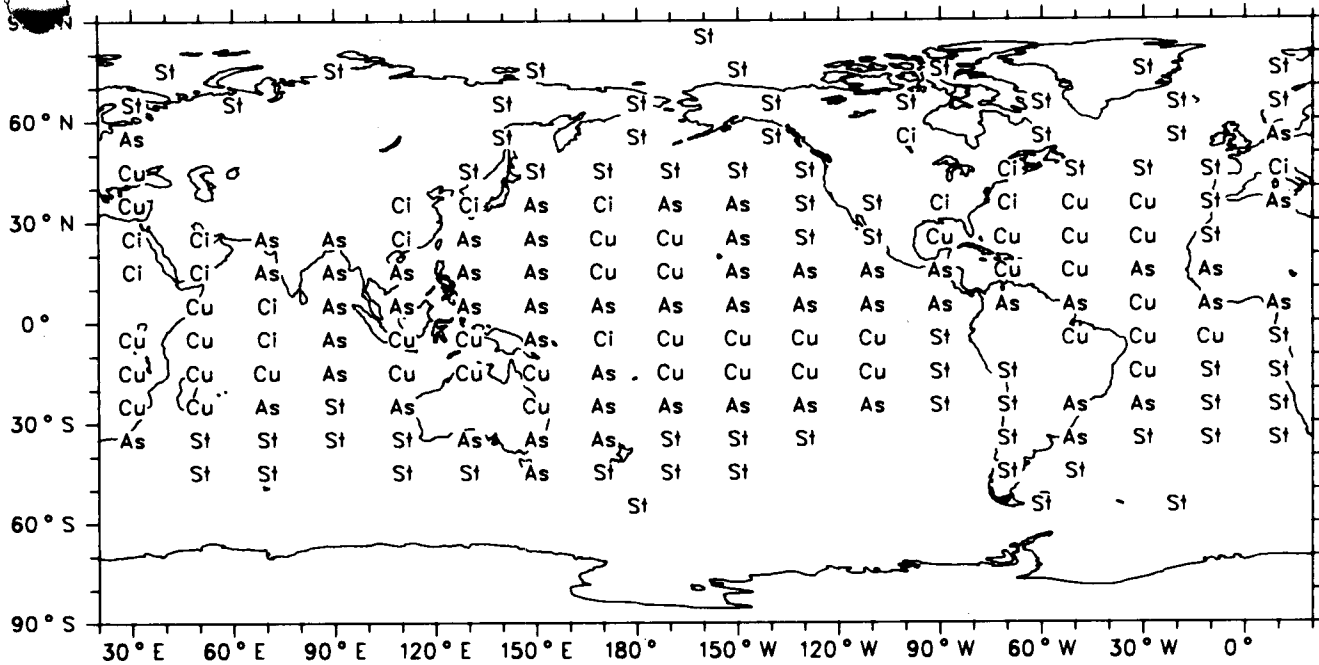 N
St
St St St St St St St
St St St St St St St St St
60°N
As St St St Ci St St As
Cu St St St St St St Ci St St St Ci
Cu Ci Ci As Ci As As St St Ci Ci Cu Cu St As
30°N
Ci Ci As As Ci As As Cu Cu As St St Cu Cu Cu Cu St
Ci Ci As As As As As Cu Cu As As As As Cu Cu As As
Cu Ci As As As As As As As As As As As As Cu As As
0°
Cu Cu Ci As Cu Cu As Ci Cu Cu Cu Cu St Cu Cu Cu St
Cu Cu Cu As Cu Cu Cu As Cu Cu Cu Cu St St Cu St St
Cu Cu As St As Cu As As As As As St St As As St St
30°S
As St St St St As As As St St St St As St St St
St St St St As St St St St St
St St St
60°S
90°S
30°E 60°E 90°E 120°E 150°E 180° 150°W 120°W 90°W 60°W 30°W 0°